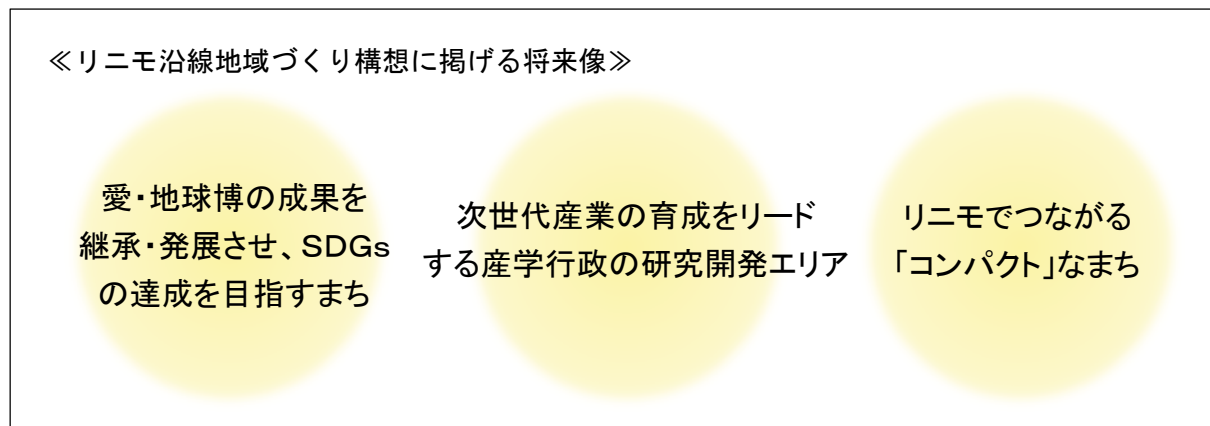 ≪リニモ沿線地域づくり構想に掲げる将来像≫
愛・地球博の成果を
継承・発展させ、SDGs
の達成を目指すまち
次世代産業の育成をリード
する産学行政の研究開発エリア
リニモでつながる
「コンパクト」なまち